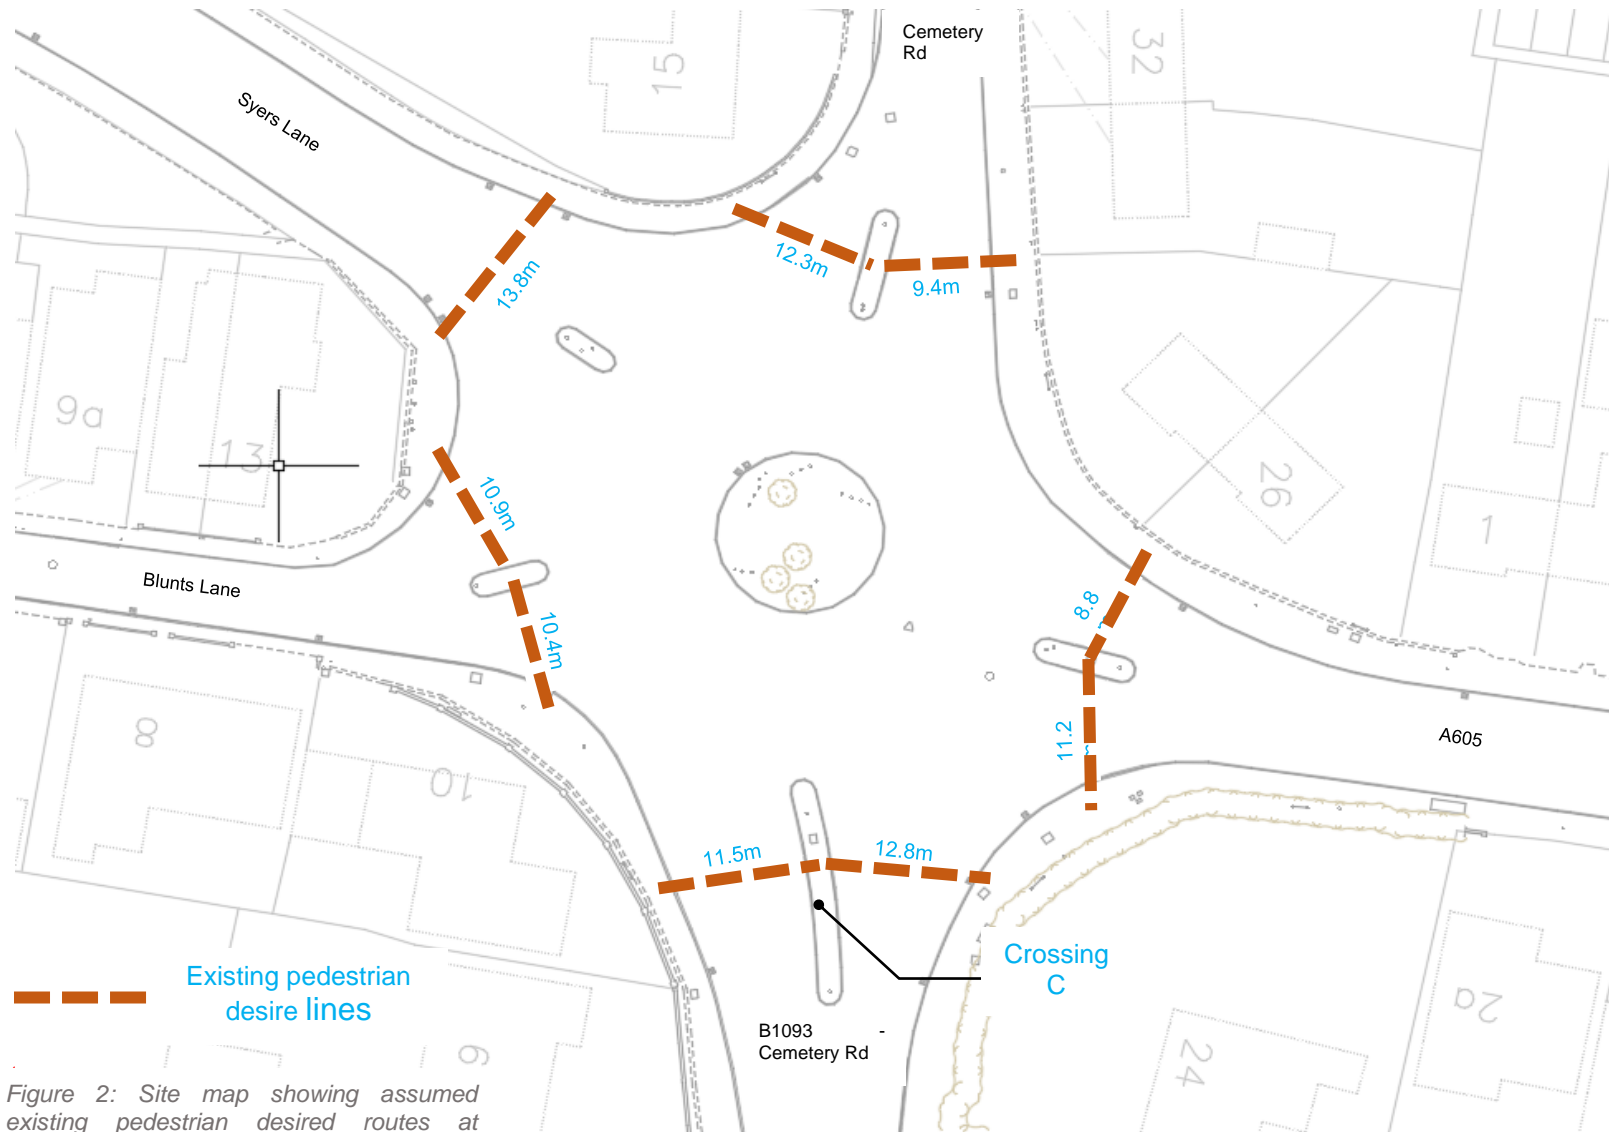 Cemetery
Rd
32
15
Syers Lane
12.3m
9.4m
13.8m
9a
13
10.9m
26
1
Blunts Lane
10.4m
8.8
8
10
11.2
A605
11.5m
12.8m
Crossing
C
Existing pedestrian
desire lines
2a
B1093 -
Cemetery Rd
24
6
Figure 2: Site map showing assumed
existing pedestrian desired routes at